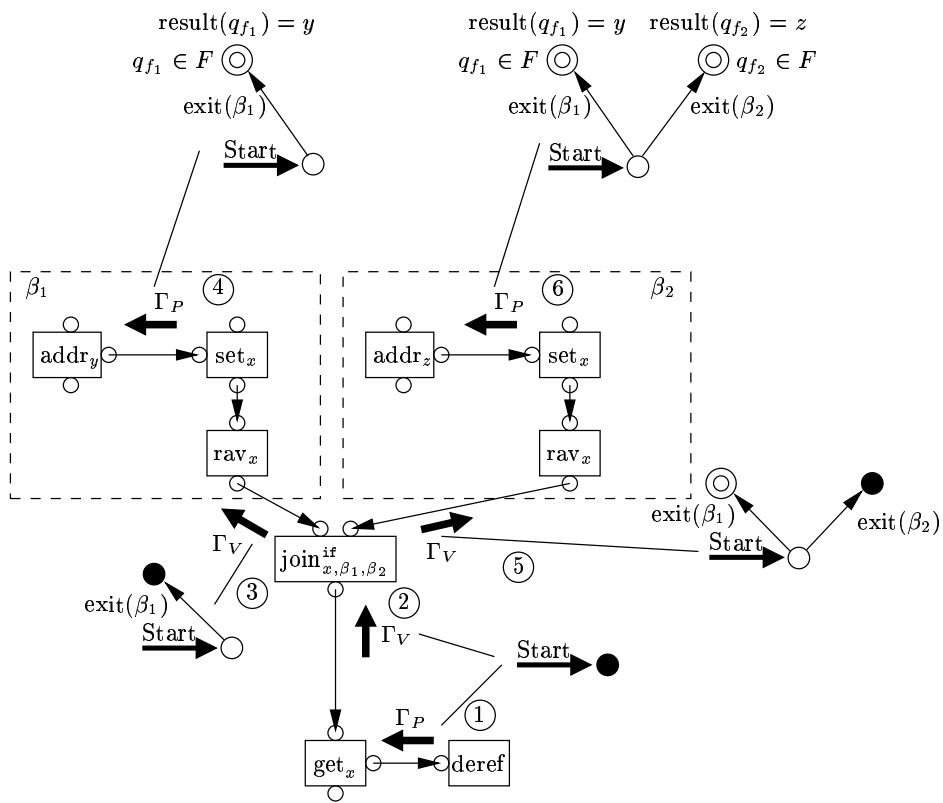 result(q_{f_1}) = y
result(q_{f_1}) = y
result(q_{f_2}) = z
q_{f_1} ∈ F
q_{f_1} ∈ F
q_{f_2} ∈ F
exit(β_1)
exit(β_1)
exit(β_2)
Start
Start
β_1
④
⑥
β_2
Γ_P
Γ_P
addr_y
set_x
addr_z
set_x
rav_x
rav_x
exit(β_1)
exit(β_2)
Γ_V
Γ_V
Start
join^{if}_{x,β_1,β_2}
③
⑤
②
exit(β_1)
Start
Γ_V
Start
Γ_P
①
get_x
deref